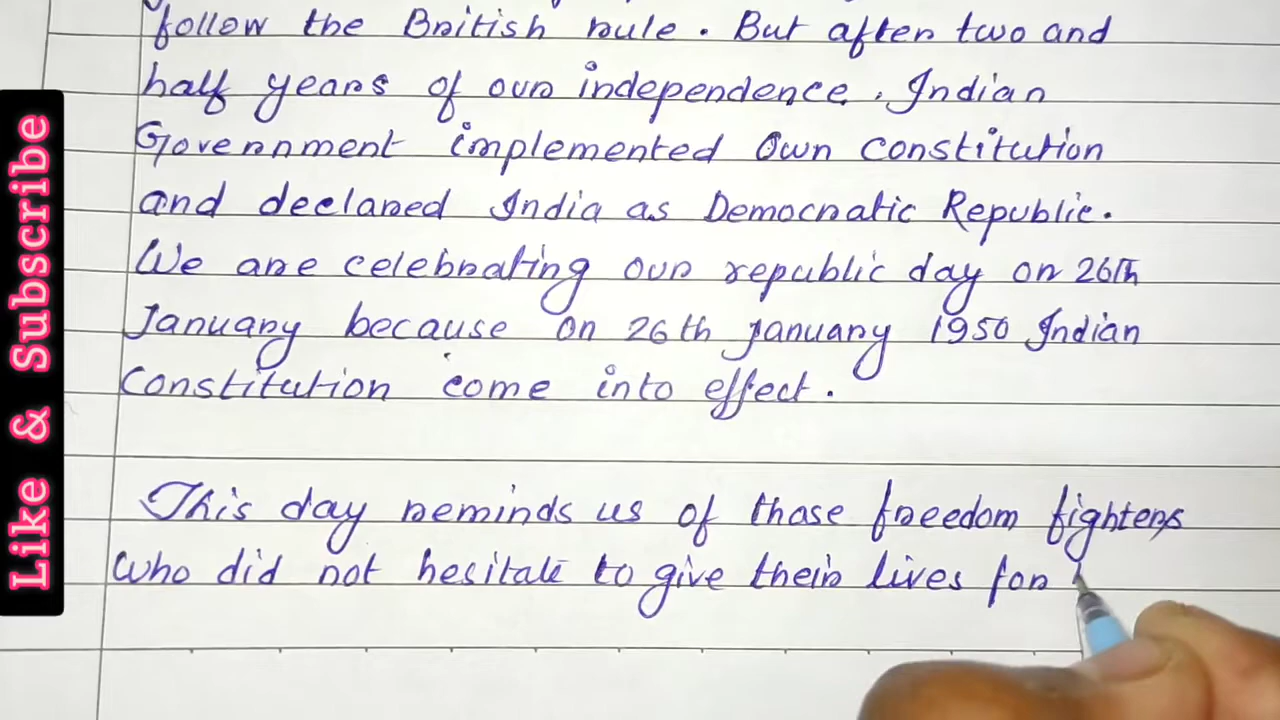 follow the British rule. But after two and
half years of our independence. Indian
Government implemented Own constitution
and declared India as Democratic Republic.
We are celebrating our republic day on 26th
January because on 26th January 1950 Indian
Constitution come into effect.
This day reminds us of those freedom fighters
who did not hesitate to give their lives for
Like & Subscribe